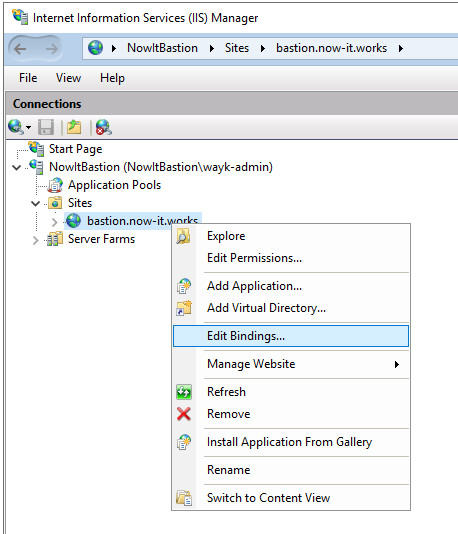 Internet Information Services (IIS) Manager
NowItBastion Sites bastion.now-it.works
File View Help
Connections
Start Page
NowItBastion (NowItBastion\wayk-admin)
Application Pools
Sites
bastion.now-it.works
Server Farms
Explore
Edit Permissions...
Add Application...
Add Virtual Directory...
Edit Bindings...
Manage Website
Refresh
Remove
Install Application From Gallery
Rename
Switch to Content View